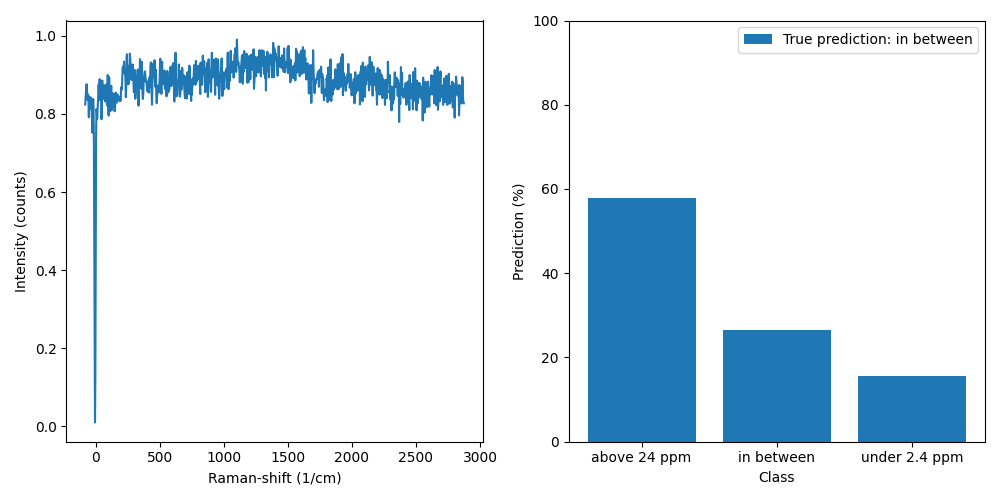 1.0
0.8
0.6
0.4
0.2
0.0
Intensity (counts)
0 500 1000 1500 2000 2500 3000
Raman-shift (1/cm)
100
80
60
40
20
0
Prediction (%)
True prediction: in between
above 24 ppm in between under 2.4 ppm
Class